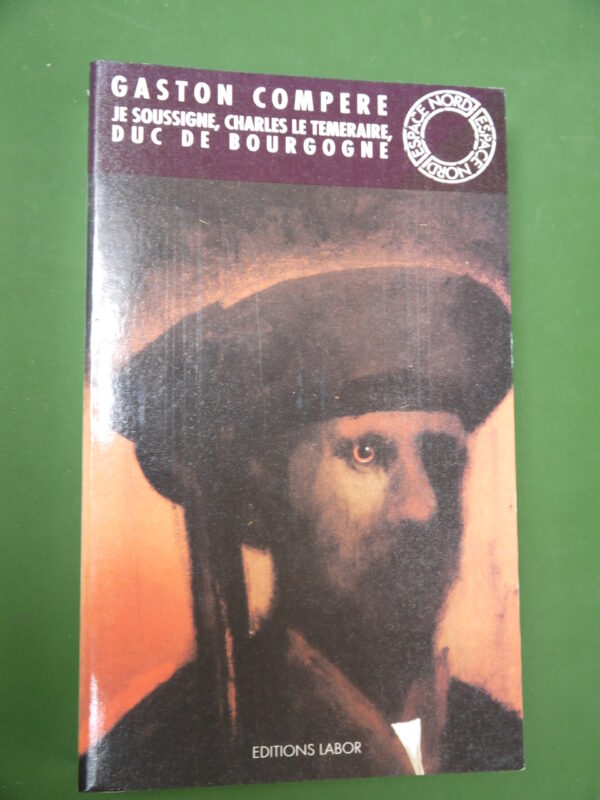 GASTON COMPERE
JE SOUSSIGNE, CHARLES LE TEMERAIRE,
DUC DE BOURGOGNE
ESPACE NORD
ESPACE NORD
EDITIONS LABOR